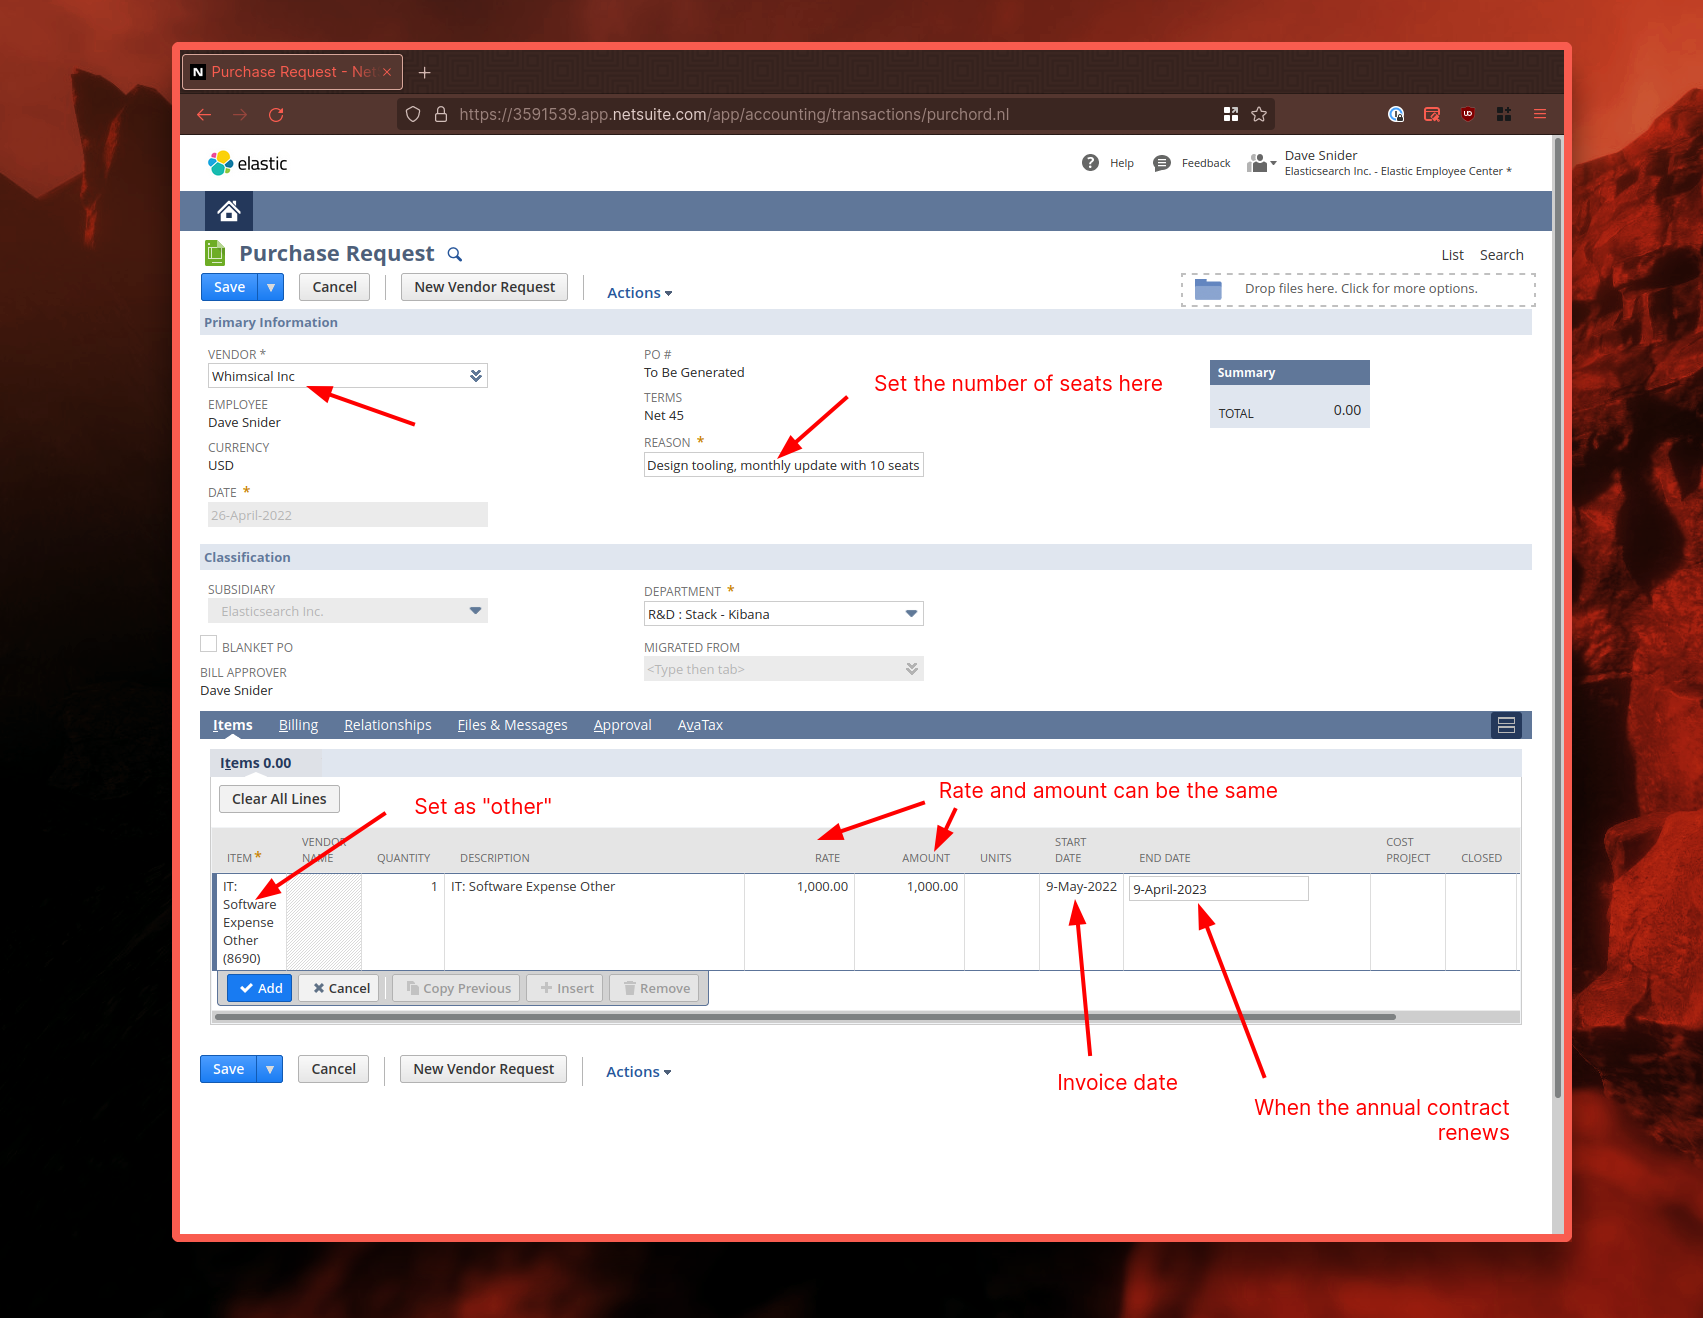 N Purchase Request - Net
https://3591539.app.netsuite.com/app/accounting/transactions/purchord.nl
elastic
Help
Feedback
Dave Snider
Elasticsearch Inc. - Elastic Employee Center *
Purchase Request
List Search
Save
Cancel
New Vendor Request
Actions
Drop files here. Click for more options.
Primary Information
VENDOR *
Whimsical Inc
EMPLOYEE
Dave Snider
CURRENCY
USD
DATE *
26-April-2022
PO #
To Be Generated
TERMS
Net 45
REASON *
Design tooling, monthly update with 10 seats
Set the number of seats here
Summary
TOTAL 0.00
Classification
SUBSIDIARY
Elasticsearch Inc.
BLANKET PO
BILL APPROVER
Dave Snider
DEPARTMENT *
R&D : Stack - Kibana
MIGRATED FROM
<Type then tab>
Items Billing Relationships Files & Messages Approval AvaTax
Items 0.00
Clear All Lines
Set as "other"
Rate and amount can be the same
ITEM * VENDOR NAME QUANTITY DESCRIPTION RATE AMOUNT UNITS START DATE END DATE COST PROJECT CLOSED
IT: Software Expense Other (8690) 1 IT: Software Expense Other 1,000.00 1,000.00 9-May-2022 9-April-2023
Add Cancel Copy Previous Insert Remove
Save
Cancel
New Vendor Request
Actions
Invoice date
When the annual contract
renews